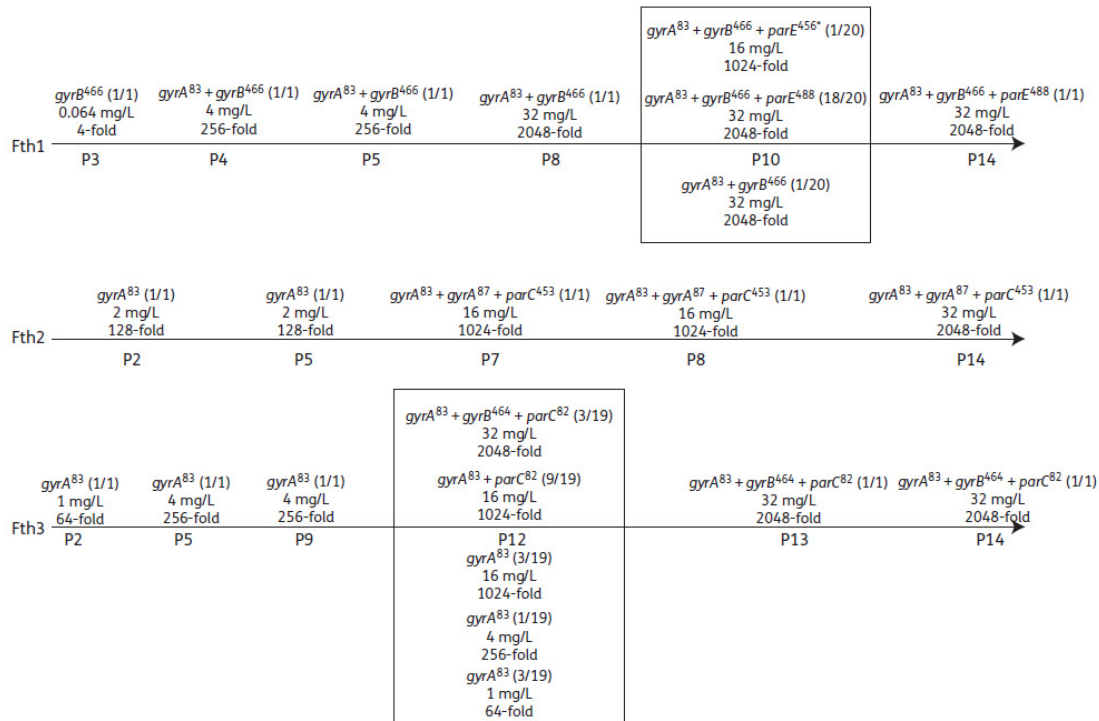 gyrA⁸³ + gyrB⁴⁶⁶ + parE⁴⁵⁶* (1/20)
16 mg/L
1024-fold
gyrB⁴⁶⁶ (1/1)
0.064 mg/L
4-fold
gyrA⁸³ + gyrB⁴⁶⁶ (1/1)
4 mg/L
256-fold
gyrA⁸³ + gyrB⁴⁶⁶ (1/1)
4 mg/L
256-fold
gyrA⁸³ + gyrB⁴⁶⁶ (1/1)
32 mg/L
2048-fold
gyrA⁸³ + gyrB⁴⁶⁶ + parE⁴⁸⁸ (18/20)
32 mg/L
2048-fold
gyrA⁸³ + gyrB⁴⁶⁶ + parE⁴⁸⁸ (1/1)
32 mg/L
2048-fold
Fth1
P3
P4
P5
P8
P10
P14
gyrA⁸³ + gyrB⁴⁶⁶ (1/20)
32 mg/L
2048-fold
gyrA⁸³ (1/1)
2 mg/L
128-fold
gyrA⁸³ (1/1)
2 mg/L
128-fold
gyrA⁸³ + gyrA⁸⁷ + parC⁴⁵³ (1/1)
16 mg/L
1024-fold
gyrA⁸³ + gyrA⁸⁷ + parC⁴⁵³ (1/1)
16 mg/L
1024-fold
gyrA⁸³ + gyrA⁸⁷ + parC⁴⁵³ (1/1)
32 mg/L
2048-fold
Fth2
P2
P5
P7
P8
P14
gyrA⁸³ + gyrB⁴⁶⁴ + parC⁸² (3/19)
32 mg/L
2048-fold
gyrA⁸³ (1/1)
1 mg/L
64-fold
gyrA⁸³ (1/1)
4 mg/L
256-fold
gyrA⁸³ (1/1)
4 mg/L
256-fold
gyrA⁸³ + parC⁸² (9/19)
16 mg/L
1024-fold
gyrA⁸³ + gyrB⁴⁶⁴ + parC⁸² (1/1)
32 mg/L
2048-fold
gyrA⁸³ + gyrB⁴⁶⁴ + parC⁸² (1/1)
32 mg/L
2048-fold
Fth3
P2
P5
P9
P12
P13
P14
gyrA⁸³ (3/19)
16 mg/L
1024-fold
gyrA⁸³ (1/19)
4 mg/L
256-fold
gyrA⁸³ (3/19)
1 mg/L
64-fold